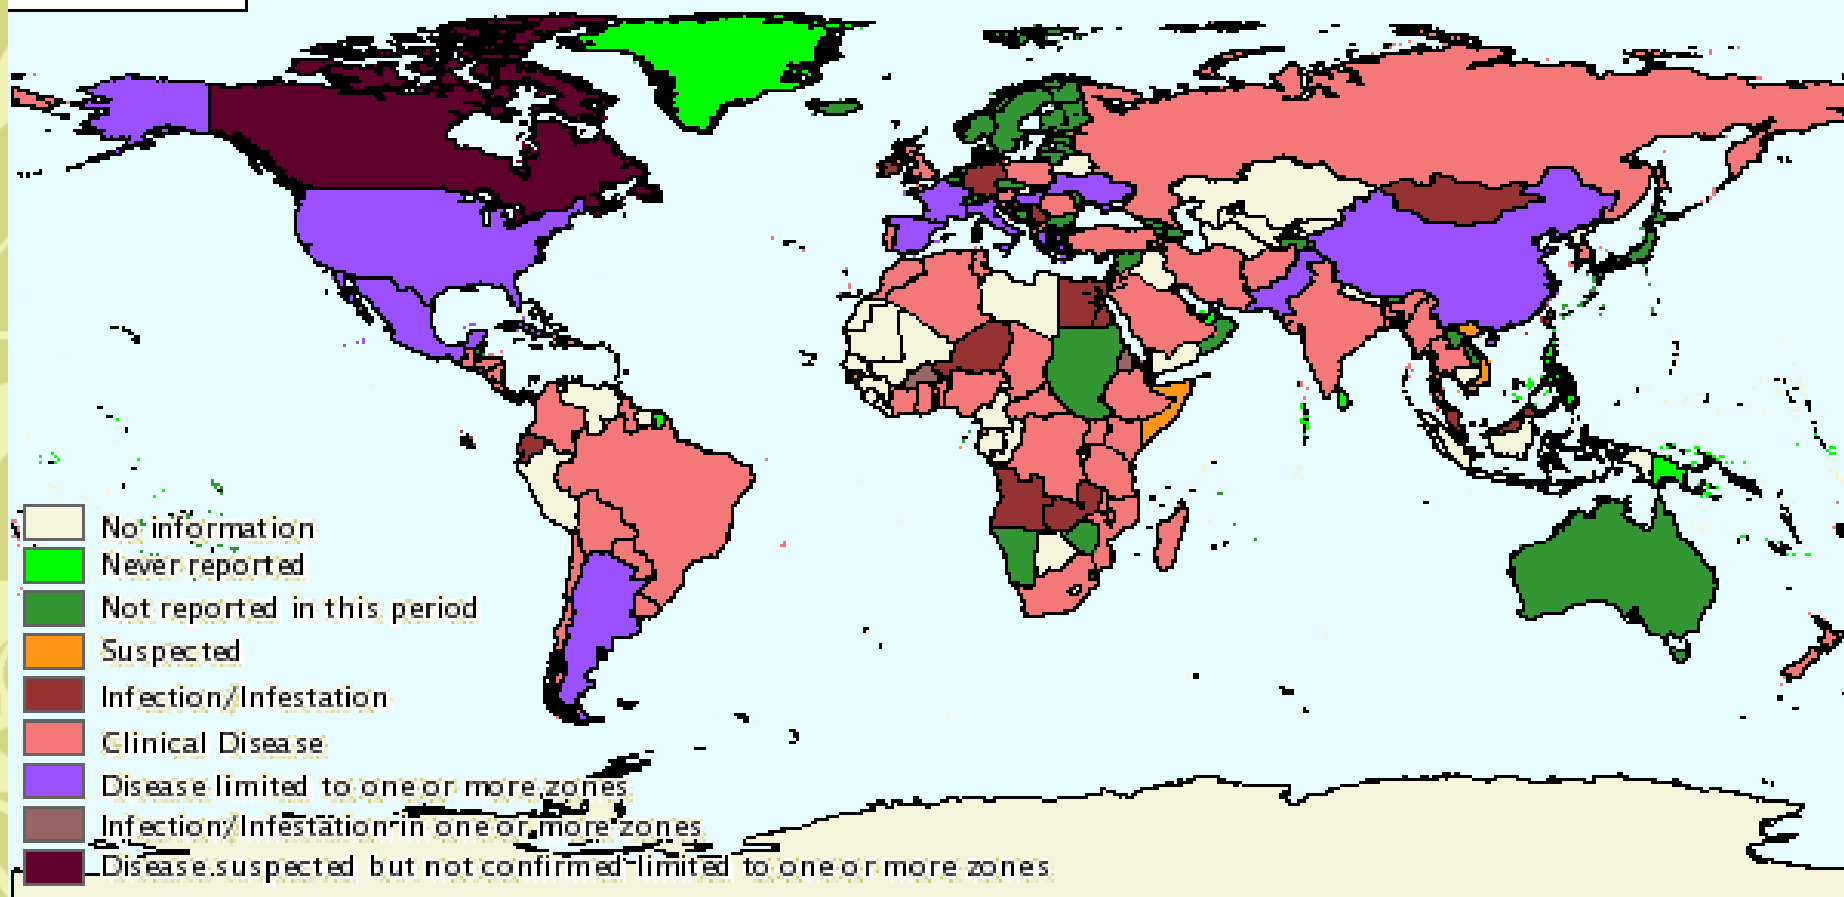 No information
Never reported
Not reported in this period
Suspected
Infection/Infestation
Clinical Disease
Disease limited to one or more zones
Infection/Infestation in one or more zones
Disease suspected but not confirmed limited to one or more zones